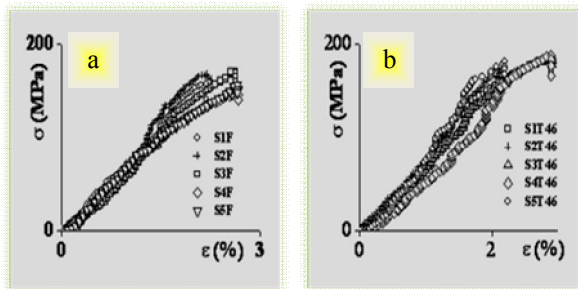 200
a
σ (MPa)
S1F
S2F
S3F
S4F
S5F
0
0
3
ε(%)
200
b
σ (MPa)
S1T46
S2T46
S3T46
S4T46
S5T46
0
0
2
ε(%)